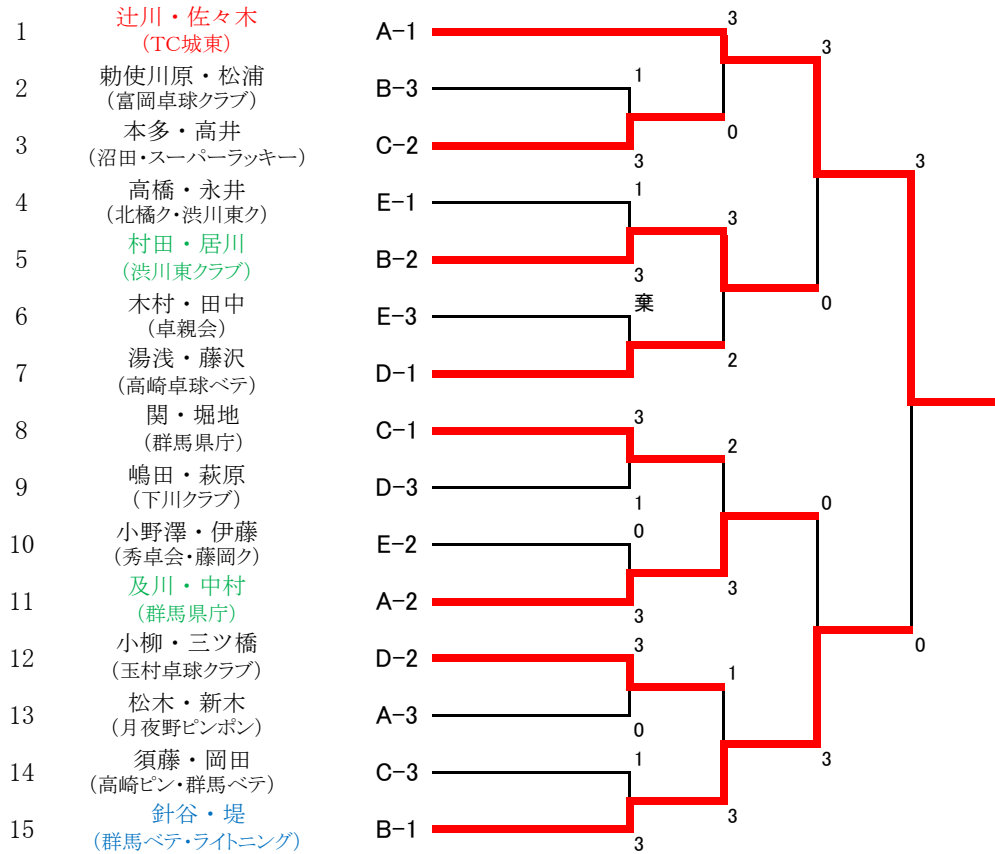 1 辻川・佐々木 A-1
(TC城東)
2 勅使川原・松浦 B-3
(富岡卓球クラブ)
3 本多・高井 C-2
(沼田・スーパーラッキー)
4 高橋・永井 E-1
(北橘ク・渋川東ク)
5 村田・居川 B-2
(渋川東クラブ)
6 木村・田中 E-3
(卓親会)
7 湯浅・藤沢 D-1
(高崎卓球ベテ)
8 関・堀地 C-1
(群馬県庁)
9 嶋田・萩原 D-3
(下川クラブ)
10 小野澤・伊藤 E-2
(秀卓会・藤岡ク)
11 及川・中村 A-2
(群馬県庁)
12 小柳・三ツ橋 D-2
(玉村卓球クラブ)
13 松木・新木 A-3
(月夜野ピンポン)
14 須藤・岡田 C-3
(高崎ピン・群馬ベテ)
15 針谷・堤 B-1
(群馬ベテ・ライトニング)
1
3
1
3
棄
3
1
0
3
3
0
1
3
3
0
3
2
2
3
1
3
3
0
0
3
3
0